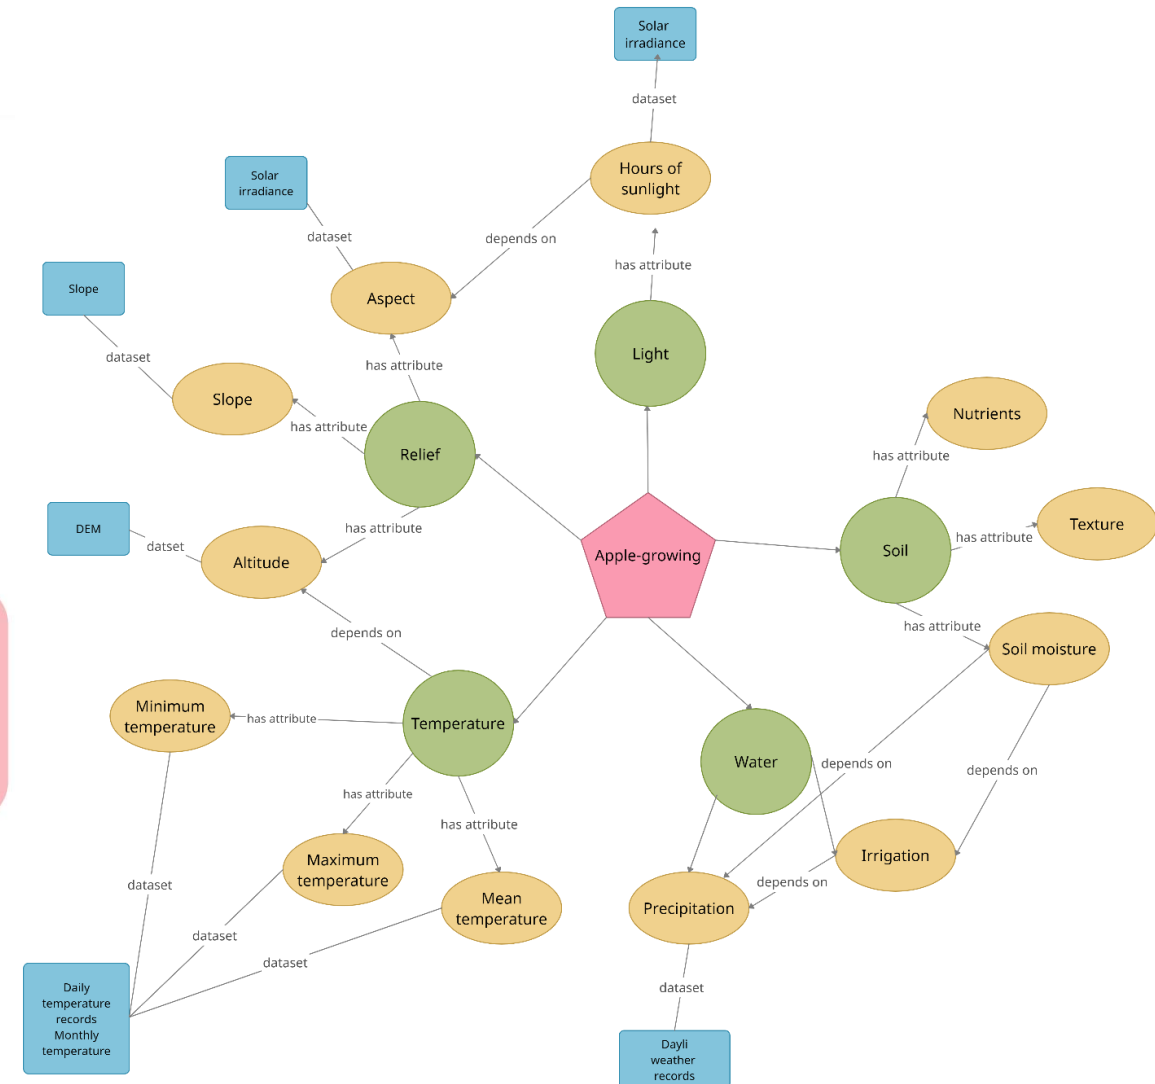 Solar
irradiance
dataset
Hours of
sunlight
Solar
irradiance
dataset
depends on
has attribute
Slope
Aspect
dataset
has attribute
Light
Slope
has attribute
Relief
Nutrients
has attribute
DEM
datset
has attribute
Altitude
Apple-growing
Soil
has attribute
Texture
depends on
has attribute
Soil moisture
Minimum
temperature
has attribute
Temperature
Water
depends on
depends on
has attribute
has attribute
Maximum
temperature
Irrigation
depends on
dataset
Mean
temperature
Precipitation
dataset
dataset
dataset
Daily
temperature
records
Monthly
temperature
Dayli
weather
records